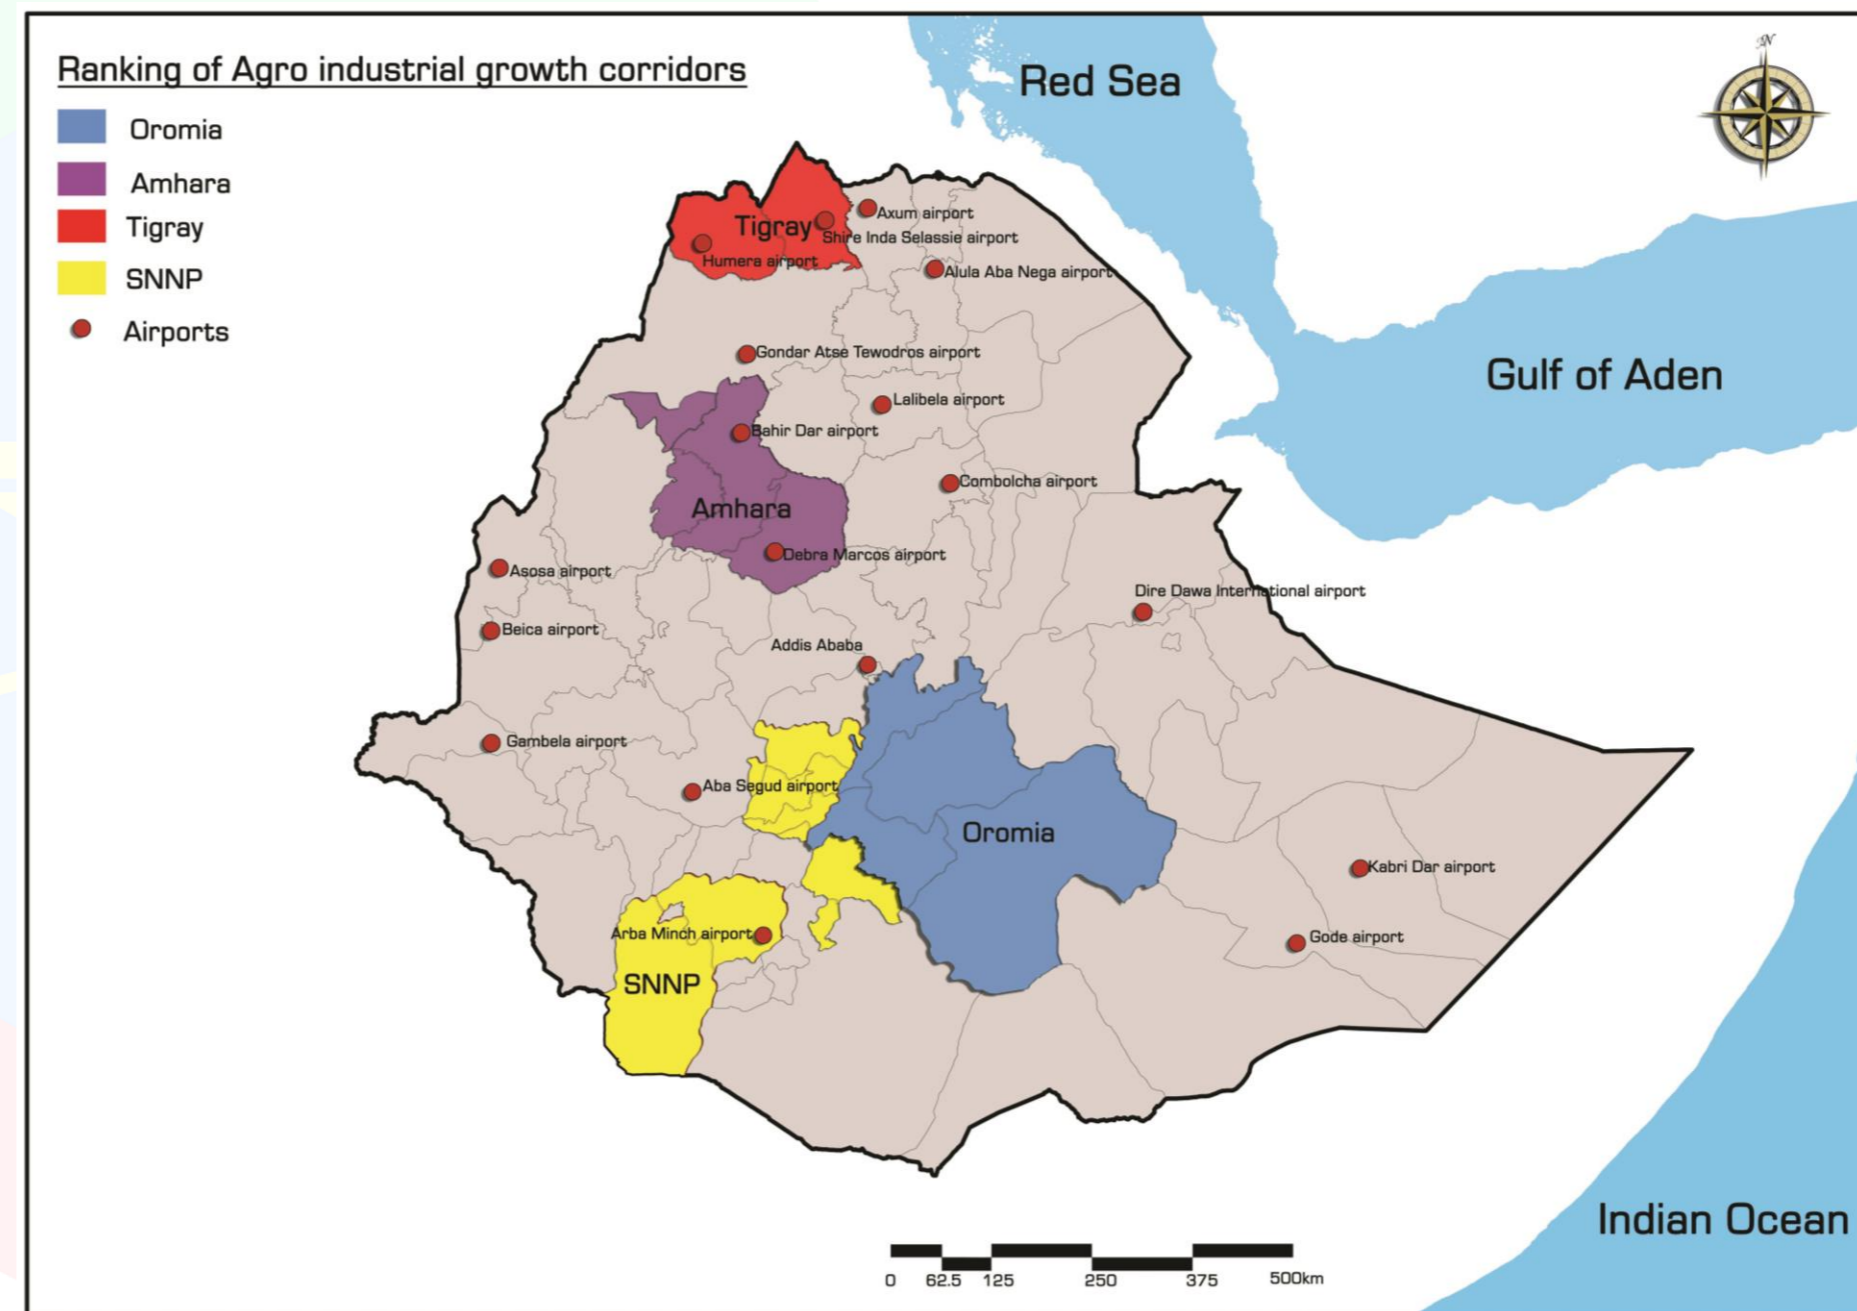 Ranking of Agro industrial growth corridors
Oromia
Amhara
Tigray
SNNP
Airports
N
Red Sea
Gulf of Aden
Indian Ocean
Tigray
Axum airport
Shire Inda Selassie airport
Humera airport
Alula Aba Nega airport
Gondar Atse Tewodros airport
Lalibela airport
Bahir Dar airport
Combolcha airport
Amhara
Debra Marcos airport
Asosa airport
Dire Dawa International airport
Beica airport
Addis Ababa
Gambela airport
Aba Segud airport
Oromia
Kabri Dar airport
Arba Minch airport
Gode airport
SNNP
0 62.5 125 250 375 500km